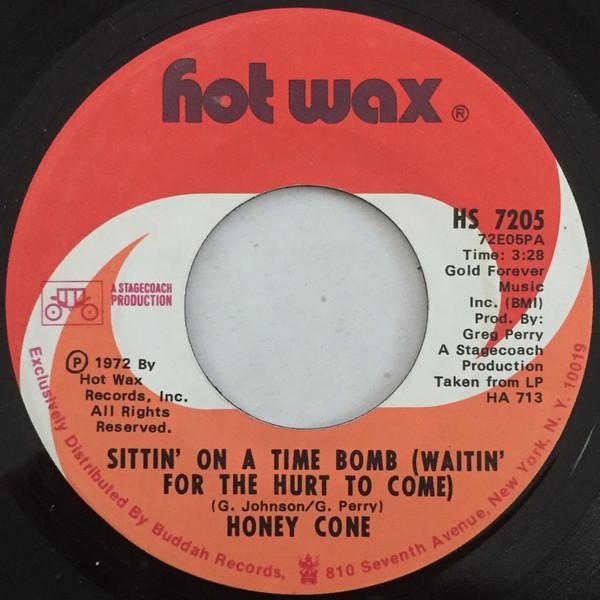 hot wax ®
HS 7205
72E05PA
Time: 3:28
Gold Forever
Music
Inc. (BMI)
Prod. By:
Greg Perry
A Stagecoach
Production
Taken from LP
HA 713
A STAGECOACH
PRODUCTION
Ⓟ 1972 By
Hot Wax
Records, Inc.
All Rights
Reserved.
SITTIN' ON A TIME BOMB (WAITIN'
FOR THE HURT TO COME)
(G. Johnson/G. Perry)
HONEY CONE
Exclusively Distributed By Buddah Records, 810 Seventh Avenue, New York, N. Y. 10019